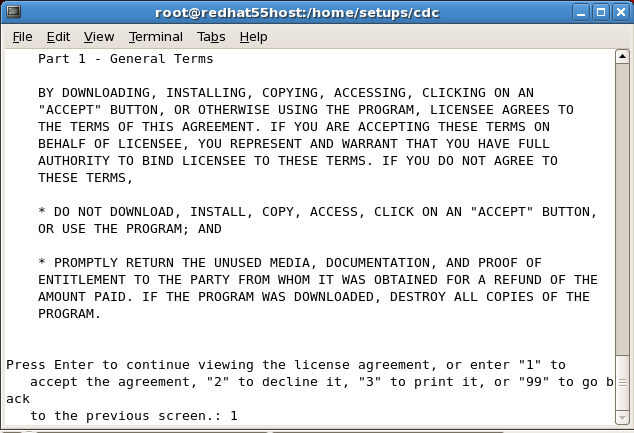 root@redhat55host:/home/setups/cdc
File Edit View Terminal Tabs Help
Part 1 - General Terms
BY DOWNLOADING, INSTALLING, COPYING, ACCESSING, CLICKING ON AN
"ACCEPT" BUTTON, OR OTHERWISE USING THE PROGRAM, LICENSEE AGREES TO
THE TERMS OF THIS AGREEMENT. IF YOU ARE ACCEPTING THESE TERMS ON
BEHALF OF LICENSEE, YOU REPRESENT AND WARRANT THAT YOU HAVE FULL
AUTHORITY TO BIND LICENSEE TO THESE TERMS. IF YOU DO NOT AGREE TO
THESE TERMS,
* DO NOT DOWNLOAD, INSTALL, COPY, ACCESS, CLICK ON AN "ACCEPT" BUTTON,
OR USE THE PROGRAM; AND
* PROMPTLY RETURN THE UNUSED MEDIA, DOCUMENTATION, AND PROOF OF
ENTITLEMENT TO THE PARTY FROM WHOM IT WAS OBTAINED FOR A REFUND OF THE
AMOUNT PAID. IF THE PROGRAM WAS DOWNLOADED, DESTROY ALL COPIES OF THE
PROGRAM.
Press Enter to continue viewing the license agreement, or enter "1" to
accept the agreement, "2" to decline it, "3" to print it, or "99" to go b
ack
to the previous screen.: 1